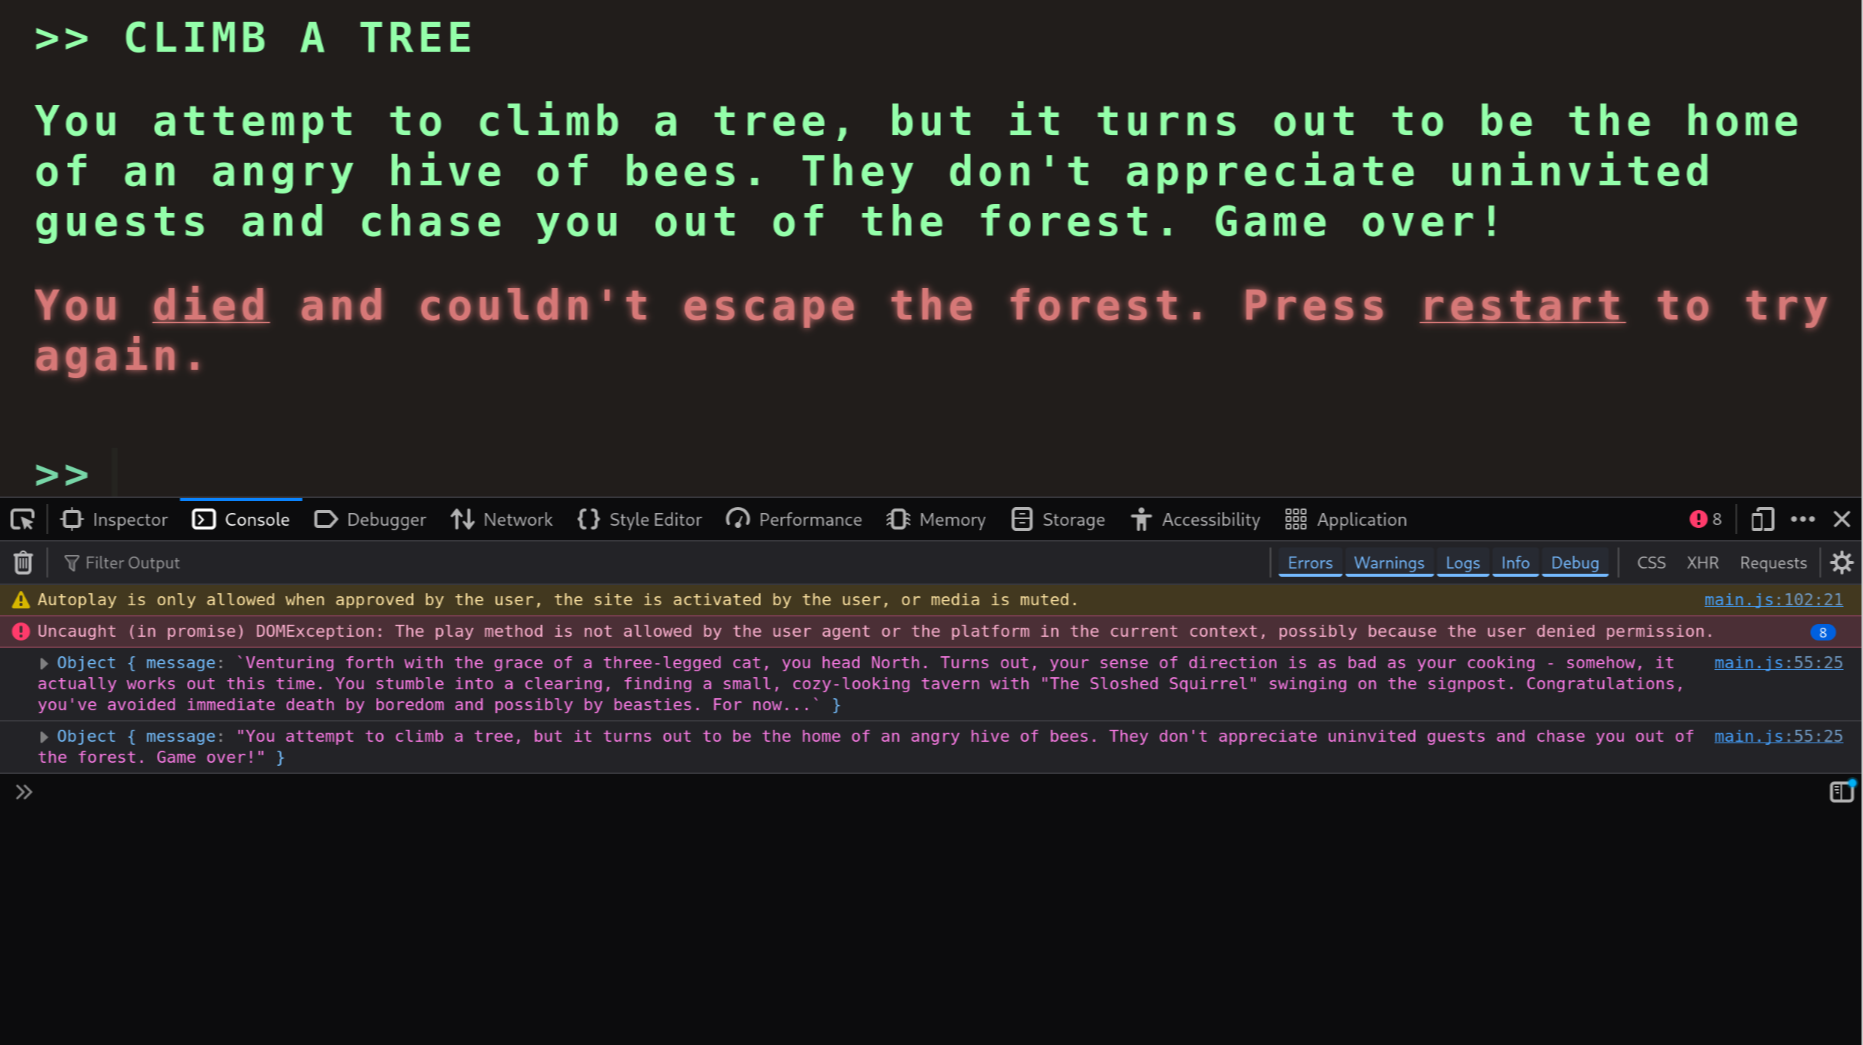 >> CLIMB A TREE
You attempt to climb a tree, but it turns out to be the home
of an angry hive of bees. They don't appreciate uninvited
guests and chase you out of the forest. Game over!
You died and couldn't escape the forest. Press restart to try
again.
>>
Inspector Console Debugger Network Style Editor Performance Memory Storage Accessibility Application 8
Filter Output Errors Warnings Logs Info Debug CSS XHR Requests
Autoplay is only allowed when approved by the user, the site is activated by the user, or media is muted. main.js:102:21
Uncaught (in promise) DOMException: The play method is not allowed by the user agent or the platform in the current context, possibly because the user denied permission. 8
Object { message: `Venturing forth with the grace of a three-legged cat, you head North. Turns out, your sense of direction is as bad as your cooking - somehow, it main.js:55:25
actually works out this time. You stumble into a clearing, finding a small, cozy-looking tavern with "The Sloshed Squirrel" swinging on the signpost. Congratulations,
you've avoided immediate death by boredom and possibly by beasties. For now...` }
Object { message: "You attempt to climb a tree, but it turns out to be the home of an angry hive of bees. They don't appreciate uninvited guests and chase you out of main.js:55:25
the forest. Game over!" }